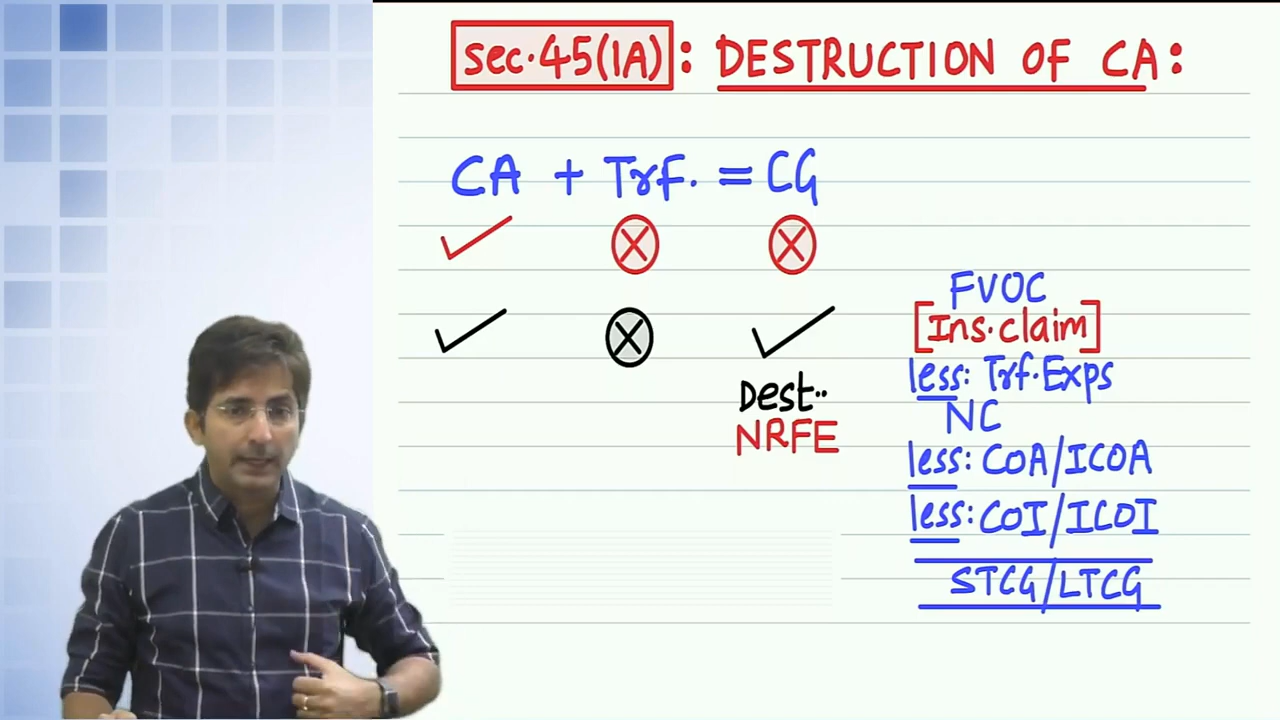 sec.45(1A): DESTRUCTION OF CA:
CA + Trf. = CG
FVOC
[Ins.claim]
Dest..
NRFE
less: Trf.Exps
NC
less: COA/ICOA
less: COI/ICOI
STCG/LTCG